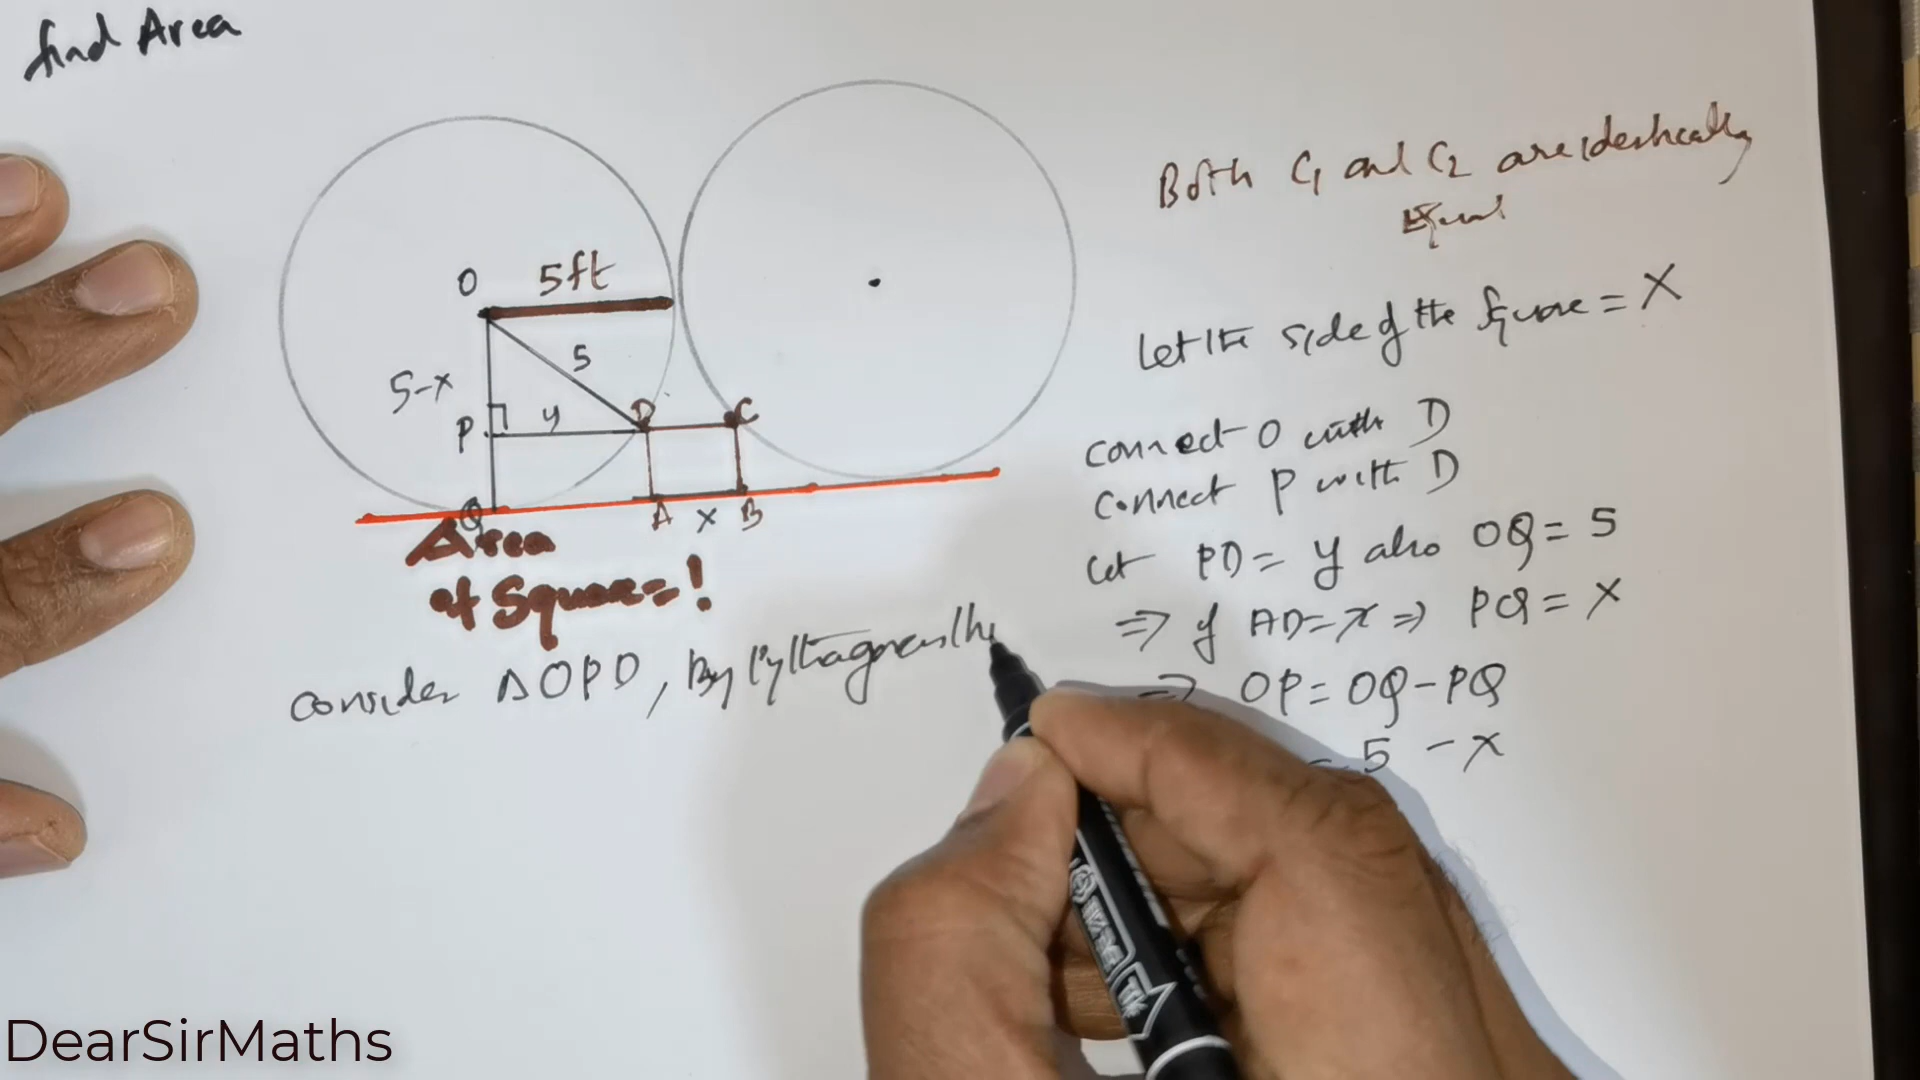 find Area
Both C1 and C2 are identically
Equal
Let the side of the Square = X
O 5ft
5
5-x
y
P D C
Connect O with D
Connect P with D
Q A x B
Area
of Square = !
Let PD = y also OQ = 5
⇒ if AD = x ⇒ PQ = x
⇒ OP = OQ - PQ
5 - x
Consider ΔOPD, By Pythagoras the
DearSirMaths